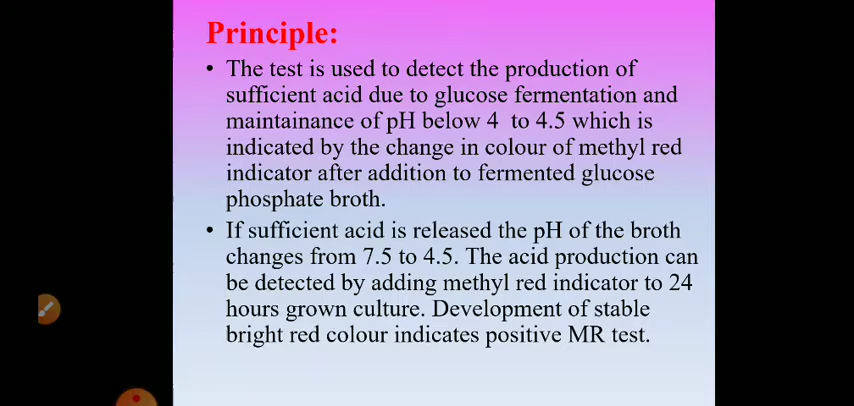 Principle:
• The test is used to detect the production of
sufficient acid due to glucose fermentation and
maintainance of pH below 4 to 4.5 which is
indicated by the change in colour of methyl red
indicator after addition to fermented glucose
phosphate broth.
• If sufficient acid is released the pH of the broth
changes from 7.5 to 4.5. The acid production can
be detected by adding methyl red indicator to 24
hours grown culture. Development of stable
bright red colour indicates positive MR test.